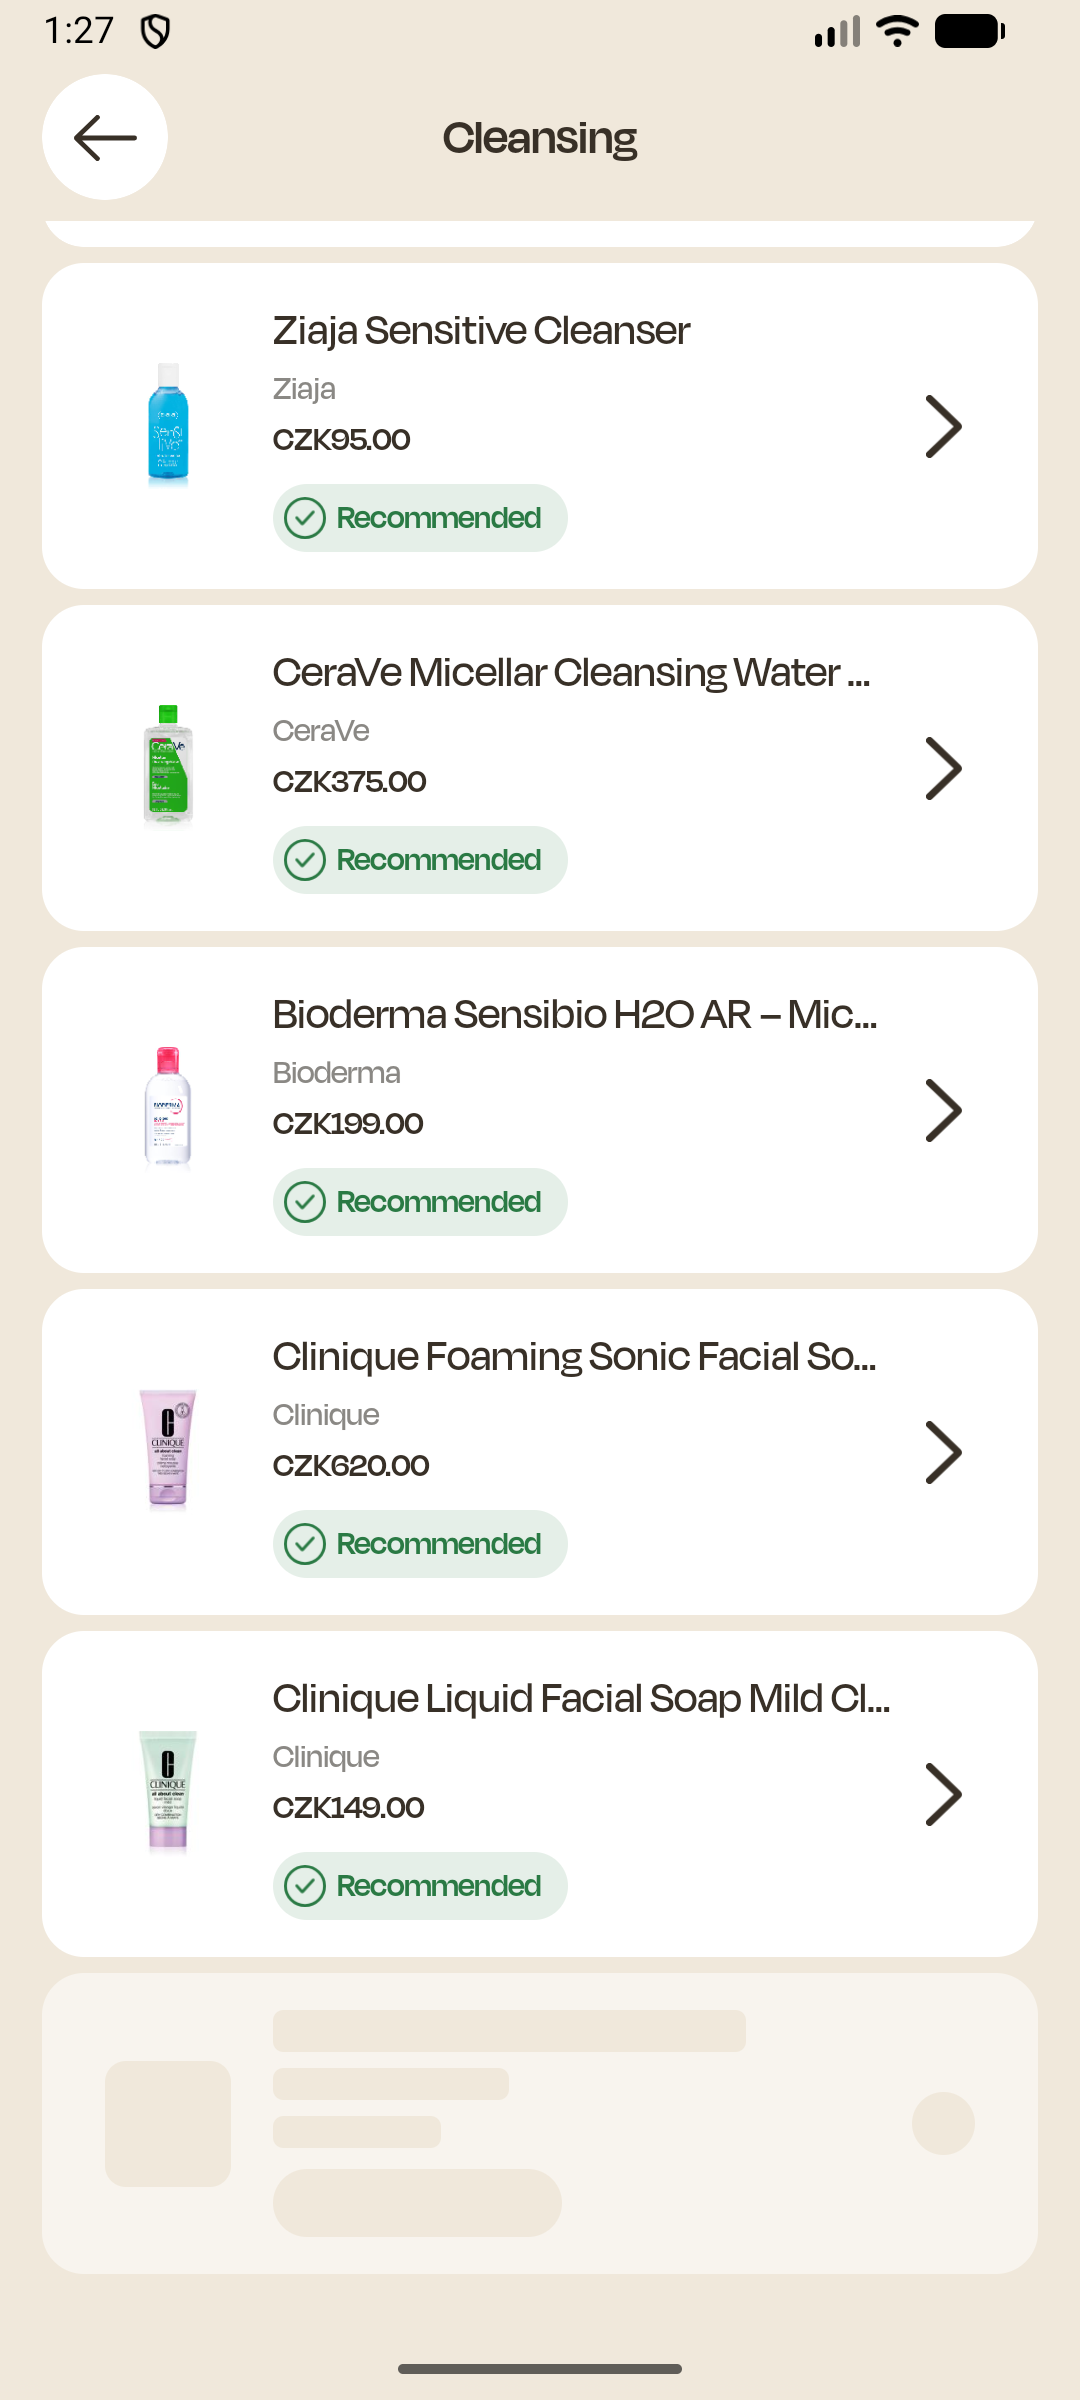 1:27
Cleansing
Ziaja Sensitive Cleanser
Ziaja
CZK95.00
Recommended
CeraVe Micellar Cleansing Water ...
CeraVe
CZK375.00
Recommended
Bioderma Sensibio H2O AR – Mic...
Bioderma
CZK199.00
Recommended
Clinique Foaming Sonic Facial So...
CLINIQUE
Clinique
CZK620.00
Recommended
Clinique Liquid Facial Soap Mild Cl...
CLINIQUE
Clinique
CZK149.00
Recommended